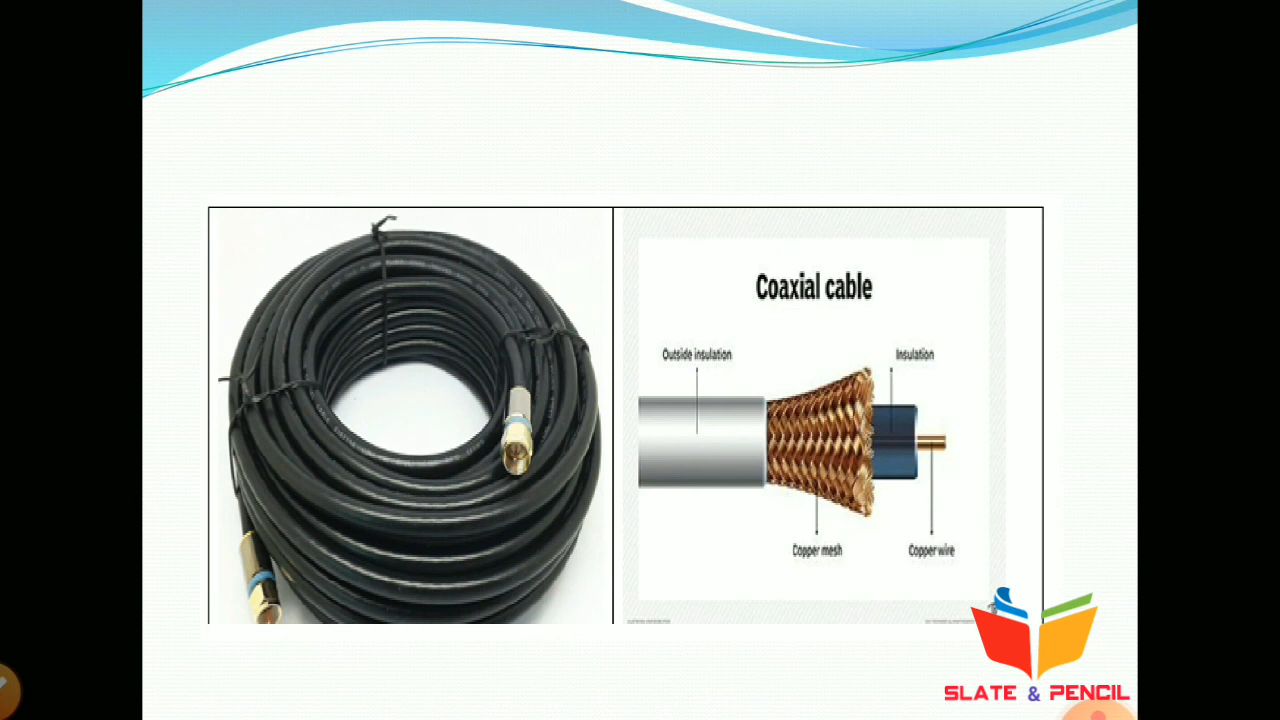 Coaxial cable
Outside insulation
Insulation
Copper mesh
Copper wire
SLATE & PENCIL